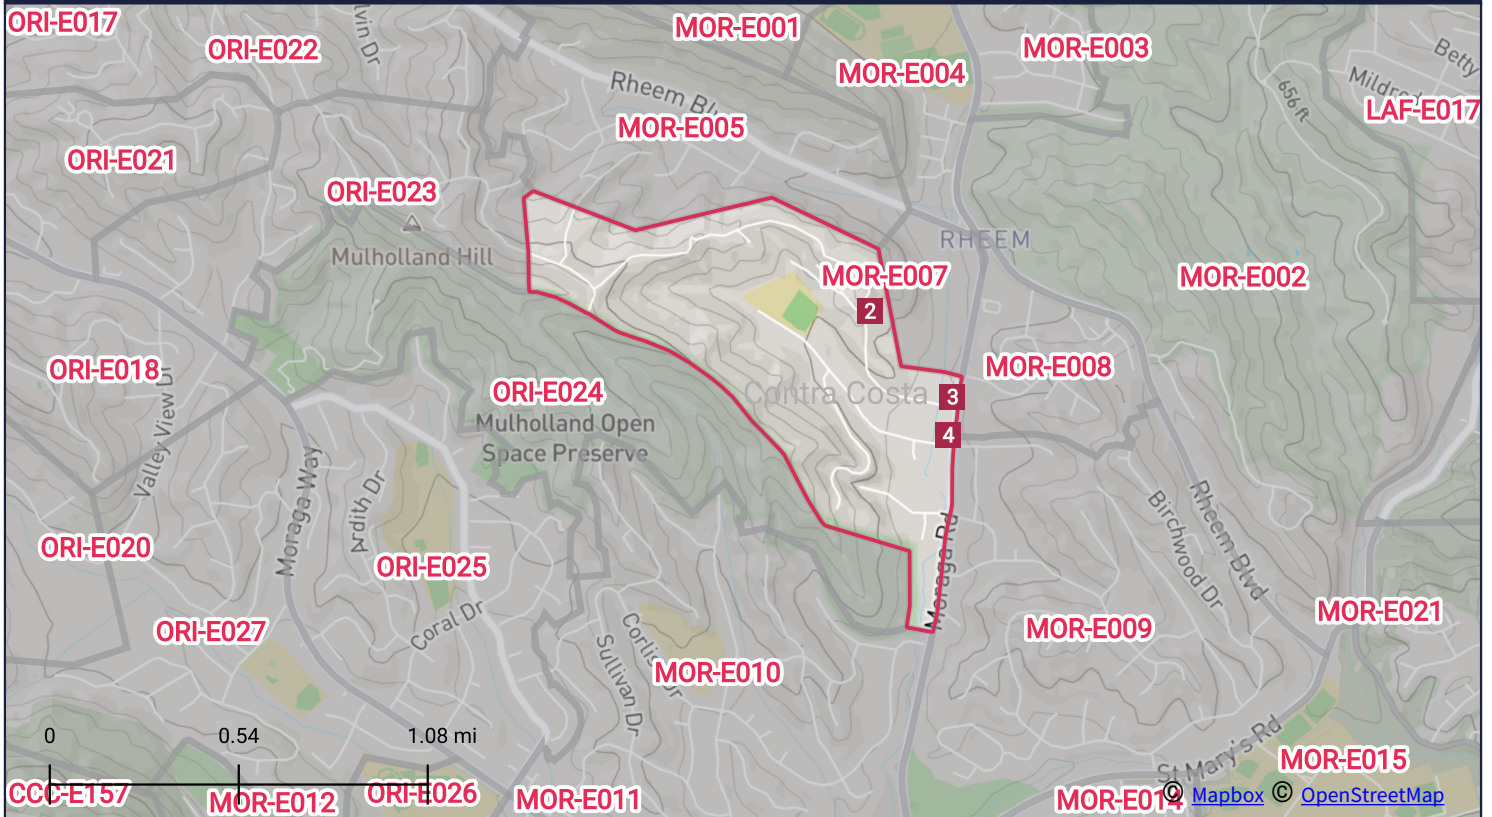 ORI-E017
ORI-E022
MOR-E001
MOR-E003
MOR-E004
Betty
Mildred
656 ft
LAF-E017
Rheem Bl
MOR-E005
ORI-E021
ORI-E023
Mulholland Hill
RHEEM
MOR-E007
MOR-E002
2
ORI-E018
Valley View Dr
ORI-E024
Contra Costa
MOR-E008
3
4
Mulholland Open
Space Preserve
Moraga Way
Ardith Dr
Moraga Rd
Birchwood Dr
Rheem Blvd
ORI-E020
ORI-E025
Coral Dr
ORI-E027
Sullivan Dr
MOR-E010
MOR-E009
MOR-E021
0
0.54
1.08 mi
St Mary's Rd
MOR-E015
CCC-E157
MOR-E012
ORI-E026
MOR-E011
MOR-E014
© Mapbox © OpenStreetMap